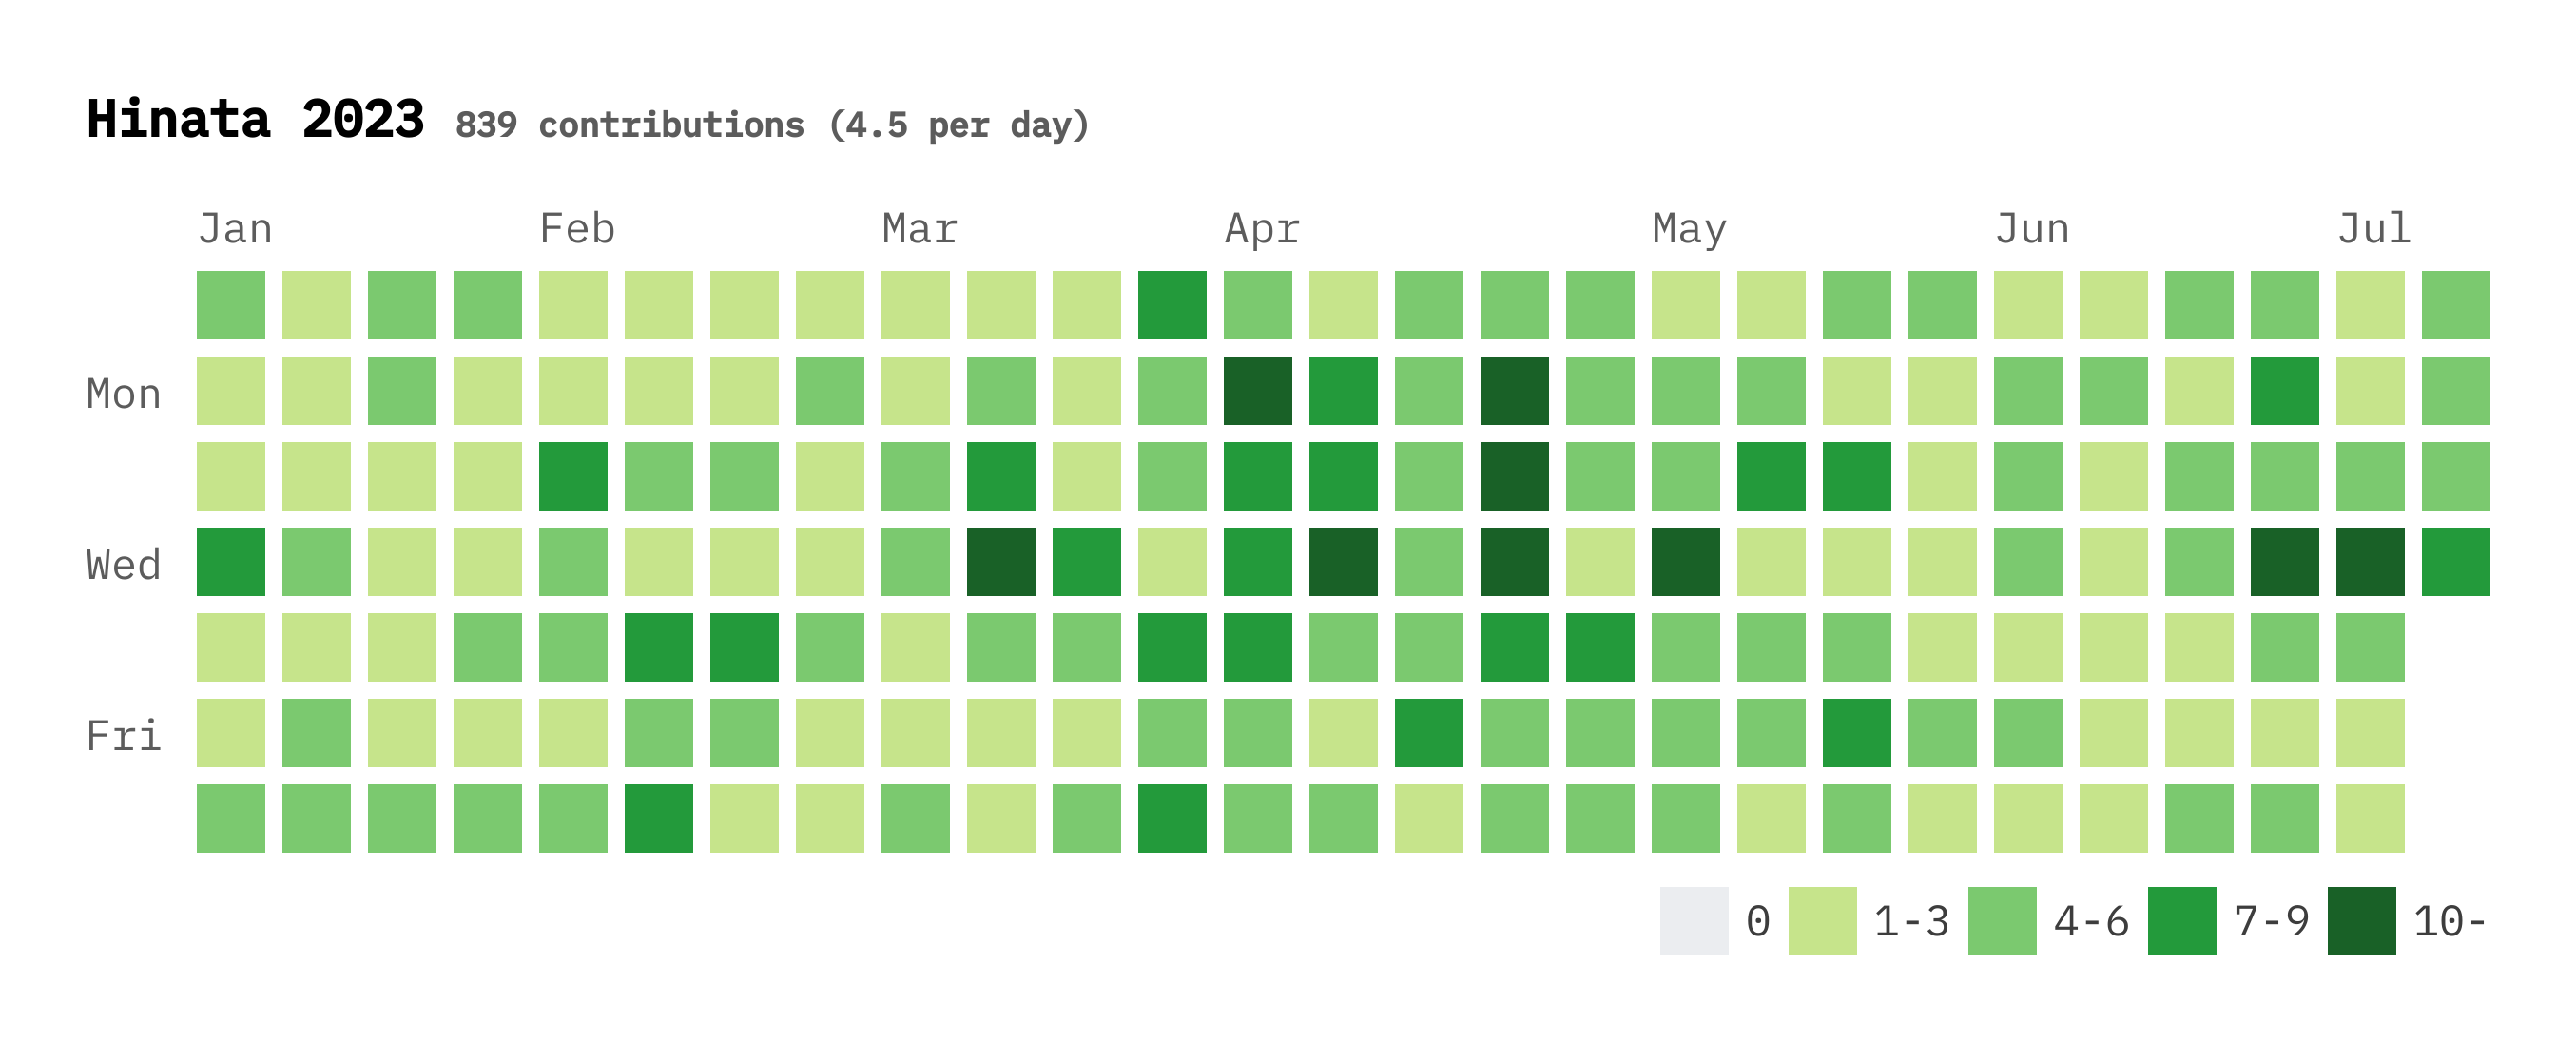 Hinata 2023 839 contributions (4.5 per day)
Jan Feb Mar Apr May Jun Jul
Mon
Wed
Fri
0 1-3 4-6 7-9 10-